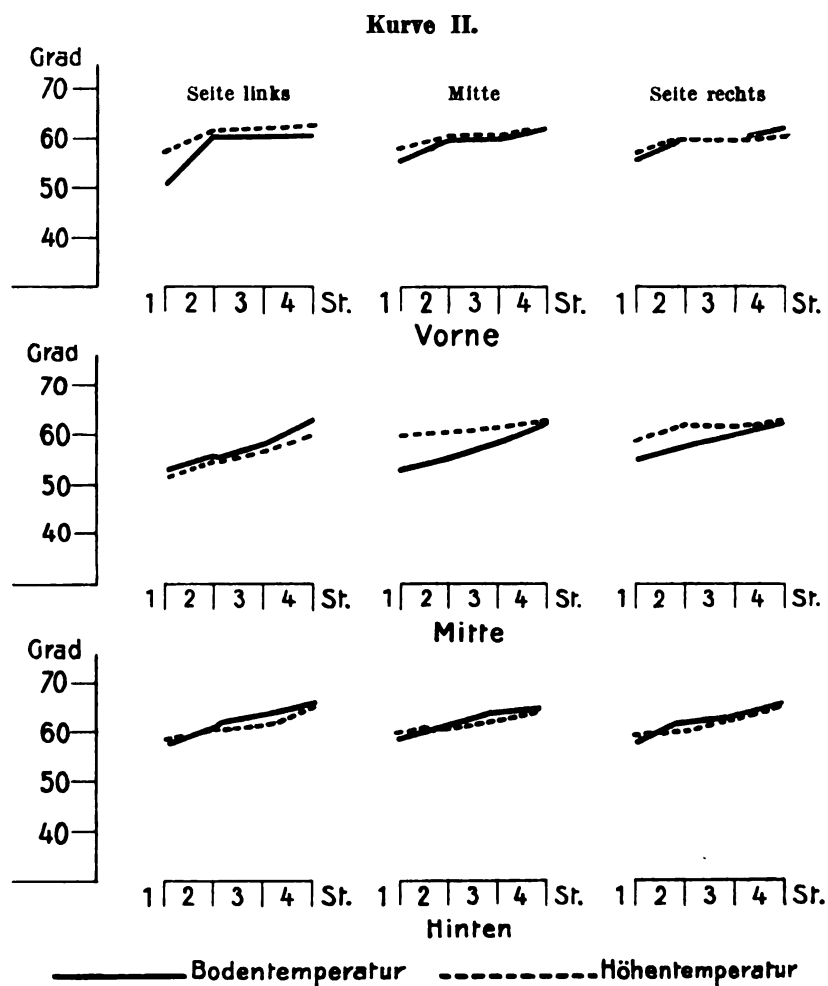 Kurve II.
Grad
70
Seite links Mitte Seite rechts
60
50
40
1 2 3 4 St. 1 2 3 4 St. 1 2 3 4 St.
Vorne
Grad
70
60
50
40
1 2 3 4 St. 1 2 3 4 St. 1 2 3 4 St.
Mitte
Grad
70
60
50
40
1 2 3 4 St. 1 2 3 4 St. 1 2 3 4 St.
Hinten
Bodentemperatur Höhentemperatur